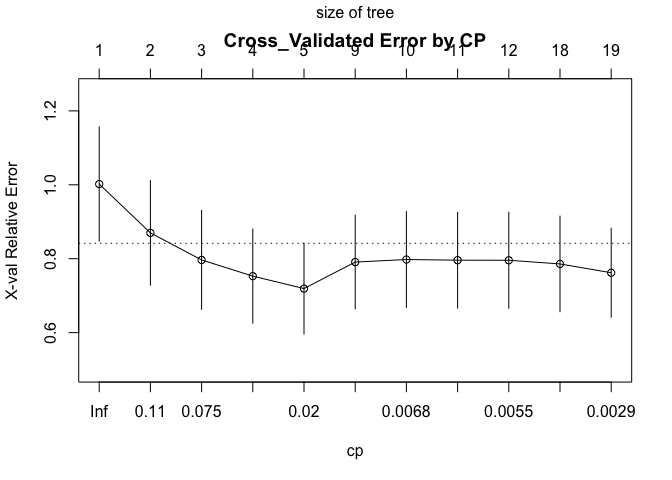 size of tree
Cross_Validated Error by CP
1 2 3 4 5 9 10 11 12 18 19
X-val Relative Error
1.2
1.0
0.8
0.6
Inf 0.11 0.075 0.02 0.0068 0.0055 0.0029
cp